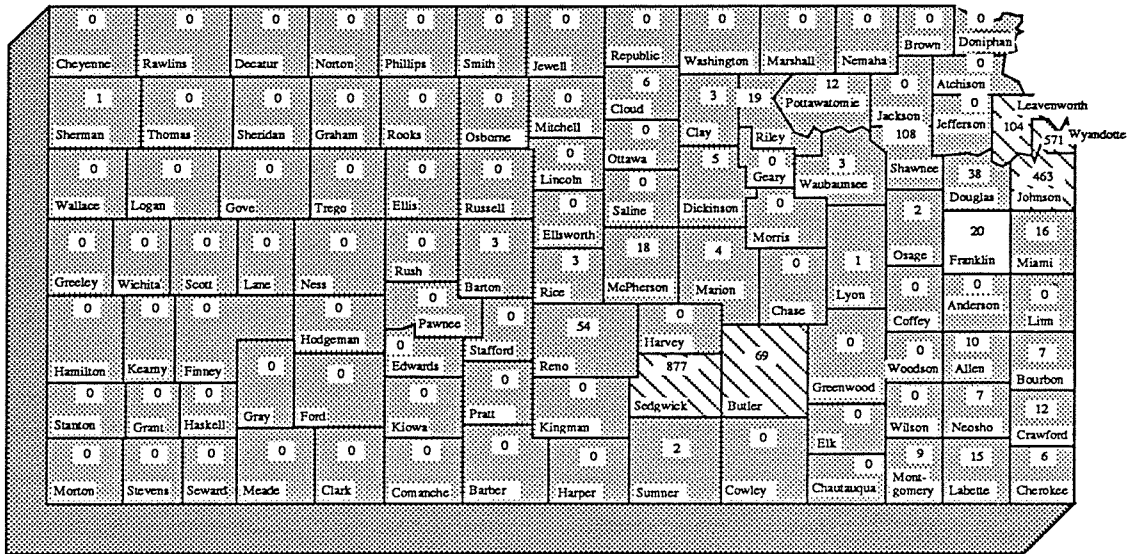 0 0 0 0 0 0 0 0 0 0 0 0 0
Cheyenne Rawlins Decatur Norton Phillips Smith Jewell Republic Washington Marshall Nemaha Brown Doniphan
1 0 0 0 0 0 0 6 3 19 12 0 0
Sherman Thomas Sheridan Graham Rooks Osborne Mitchell Cloud Clay Riley Pottawatomie Jackson Atchison
0 0 108 0 104 571
Lincoln Ottawa Shawnee Jefferson Leavenworth Wyandotte
0 0 0 0 0 0 0 0 5 0 3 38 463
Wallace Logan Gove Trego Ellis Russell Ellsworth Saline Dickinson Geary Waubaunsee Douglas Johnson
0 0 0 0 0 0 3 3 18 4 0 1 2 20 16
Greeley Wichita Scott Lane Ness Rush Barton Rice McPherson Marion Morris Lyon Osage Franklin Miami
0 0 0 0 0 0 54 0 0 0 0 0
Hamilton Kearny Finney Hodgeman Pawnee Stafford Reno Harvey Chase Coffey Anderson Linn
0 877 69 0 0 10 7
Edwards Sedgwick Butler Greenwood Woodson Allen Bourbon
0 0 0 0 0 0 0 0 0 0 7 12
Stanton Grant Haskell Gray Ford Kiowa Pratt Kingman Elk Wilson Neosho Crawford
0 0 0 0 0 0 0 0 2 0 0 9 15 6
Morton Stevens Seward Meade Clark Comanche Barber Harper Sumner Cowley Chautauqua Mont-
gomery Labette Cherokee